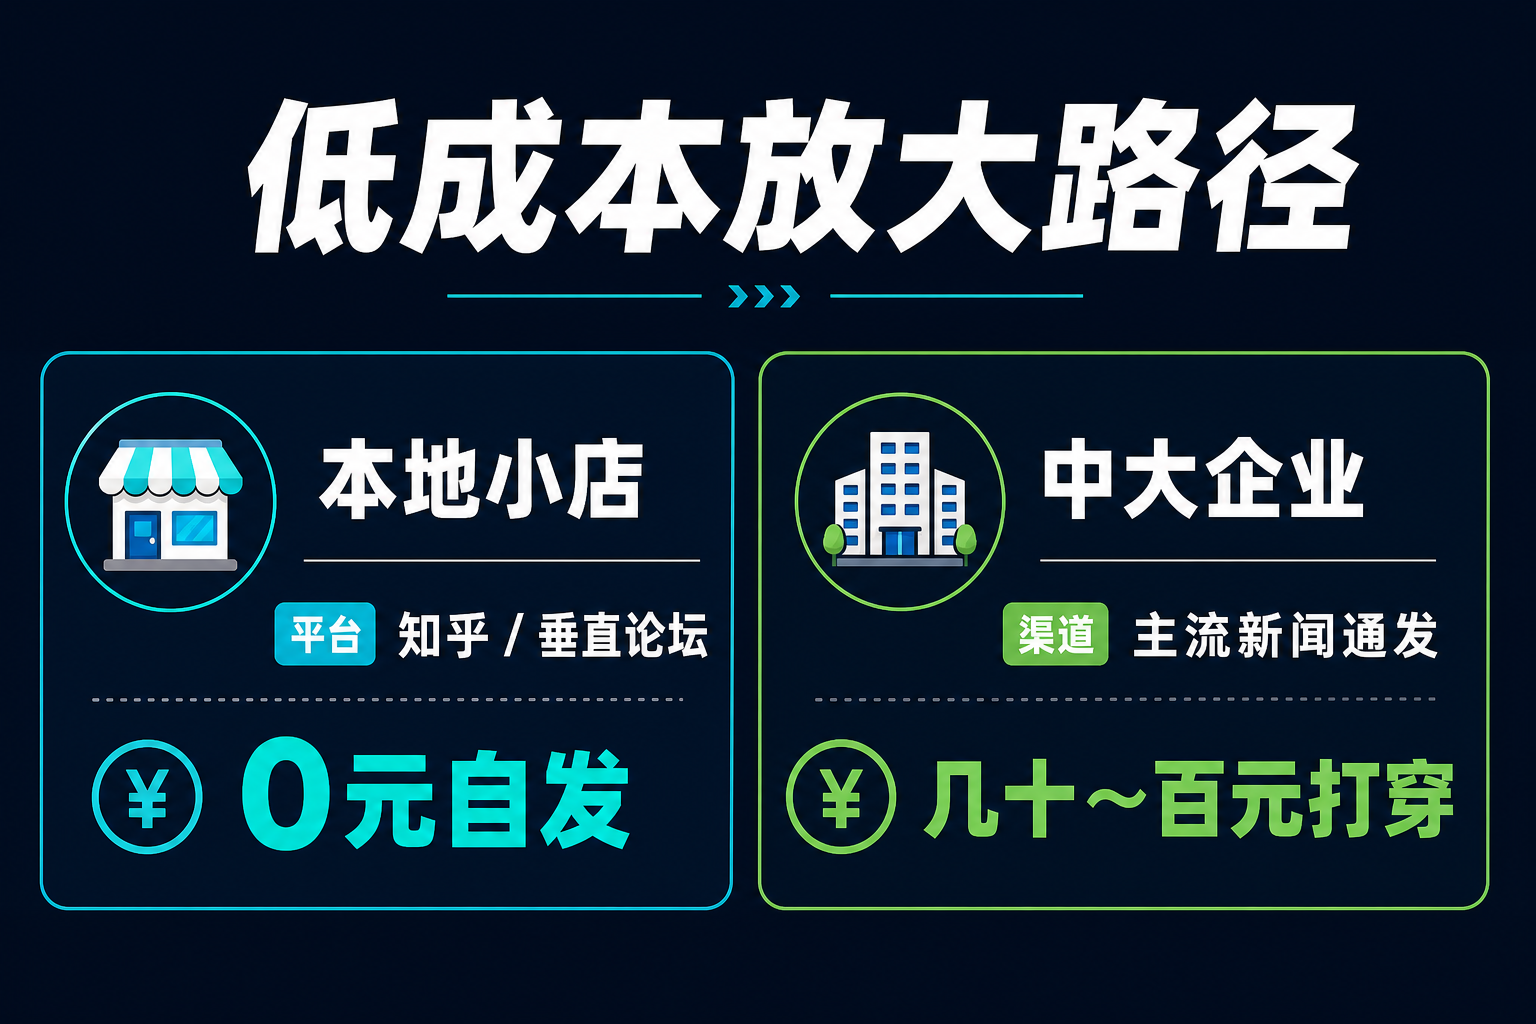 低成本放大路径
本地小店
平台 知乎 / 垂直论坛
¥ 0元自发
中大企业
渠道 主流新闻通发
¥ 几十～百元打穿